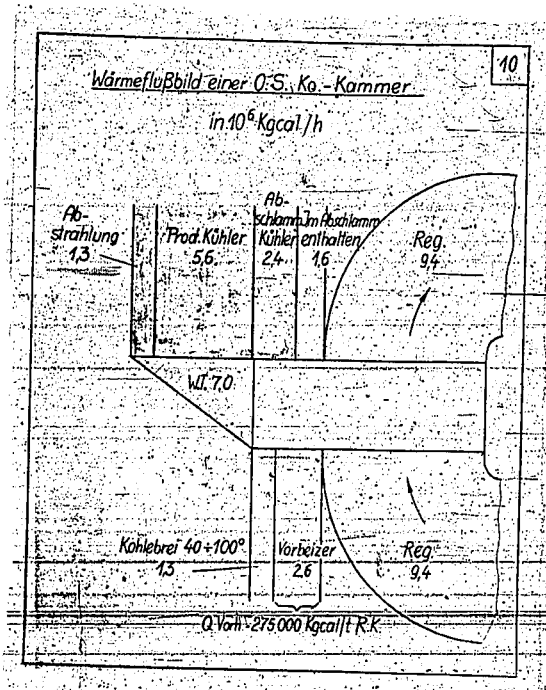 10
Wärmeflußbild einer O.S. Ko.-Kammer
in 10⁶ Kgcal/h
Ab-
strahlung
1,3
Prod. Kühler
5,6
Ab-
schlamm
Kühler
2,4
Im Abschlamm
enthalten
1,6
Reg.
9,4
W.T. 7,0
Kohlebrei 40÷100°
1,3
Vorheizer
2,6
Reg.
9,4
Q Vorh. - 275 000 Kgcal/t R.K.